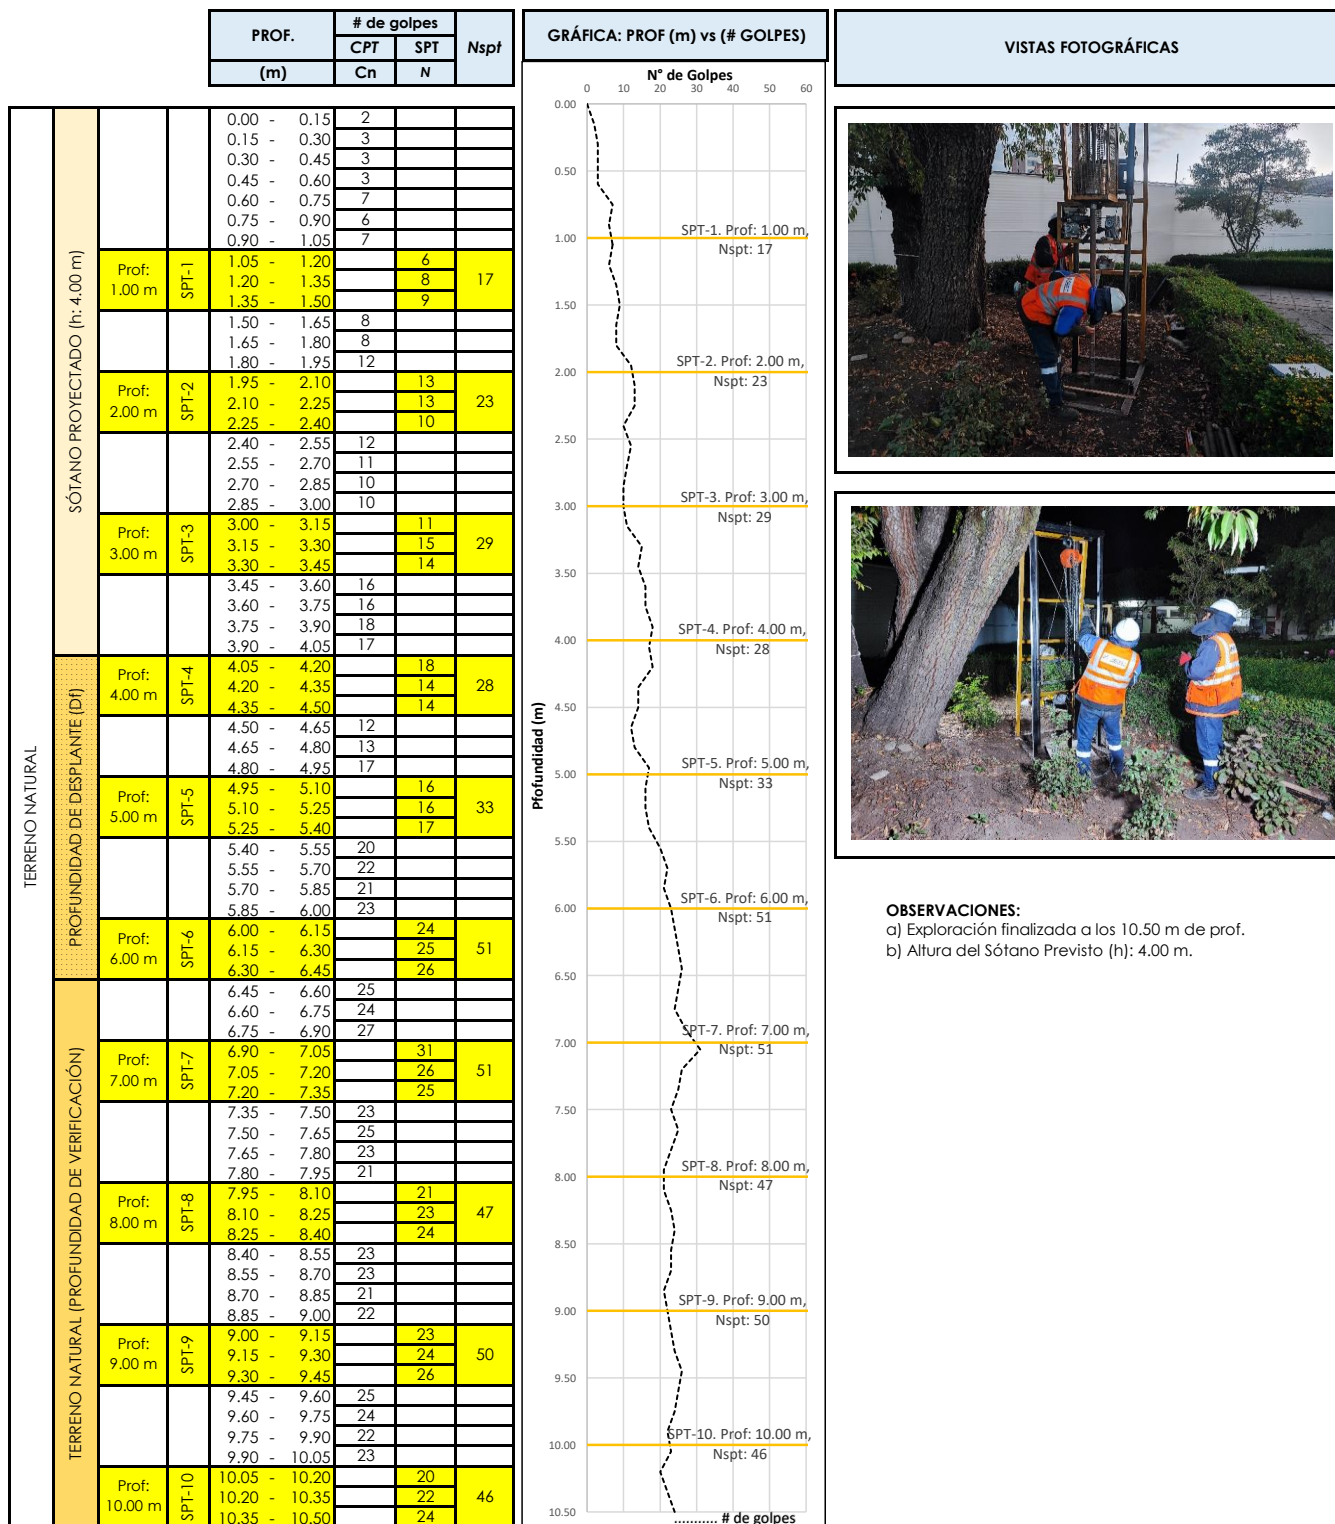 PROF.
# de golpes
CPT SPT Nspt
(m) Cn N
GRÁFICA: PROF (m) vs (# GOLPES)
VISTAS FOTOGRÁFICAS
TERRENO NATURAL
SÓTANO PROYECTADO (h: 4.00 m)
PROFUNDIDAD DE DESPLANTE (Df)
TERRENO NATURAL (PROFUNDIDAD DE VERIFICACIÓN)
0.00 - 0.15 2
0.15 - 0.30 3
0.30 - 0.45 3
0.45 - 0.60 3
0.60 - 0.75 7
0.75 - 0.90 6
0.90 - 1.05 7
Prof: 1.00 m SPT-1 17
1.05 - 1.20 6
1.20 - 1.35 8
1.35 - 1.50 9
1.50 - 1.65 8
1.65 - 1.80 8
1.80 - 1.95 12
Prof: 2.00 m SPT-2 23
1.95 - 2.10 13
2.10 - 2.25 13
2.25 - 2.40 10
2.40 - 2.55 12
2.55 - 2.70 11
2.70 - 2.85 10
2.85 - 3.00 10
Prof: 3.00 m SPT-3 29
3.00 - 3.15 11
3.15 - 3.30 15
3.30 - 3.45 14
3.45 - 3.60 16
3.60 - 3.75 16
3.75 - 3.90 18
3.90 - 4.05 17
Prof: 4.00 m SPT-4 28
4.05 - 4.20 18
4.20 - 4.35 14
4.35 - 4.50 14
4.50 - 4.65 12
4.65 - 4.80 13
4.80 - 4.95 17
Prof: 5.00 m SPT-5 33
4.95 - 5.10 16
5.10 - 5.25 16
5.25 - 5.40 17
5.40 - 5.55 20
5.55 - 5.70 22
5.70 - 5.85 21
5.85 - 6.00 23
Prof: 6.00 m SPT-6 51
6.00 - 6.15 24
6.15 - 6.30 25
6.30 - 6.45 26
6.45 - 6.60 25
6.60 - 6.75 24
6.75 - 6.90 27
Prof: 7.00 m SPT-7 51
6.90 - 7.05 31
7.05 - 7.20 26
7.20 - 7.35 25
7.35 - 7.50 23
7.50 - 7.65 25
7.65 - 7.80 23
7.80 - 7.95 21
Prof: 8.00 m SPT-8 47
7.95 - 8.10 21
8.10 - 8.25 23
8.25 - 8.40 24
8.40 - 8.55 23
8.55 - 8.70 23
8.70 - 8.85 21
8.85 - 9.00 22
Prof: 9.00 m SPT-9 50
9.00 - 9.15 23
9.15 - 9.30 24
9.30 - 9.45 26
9.45 - 9.60 25
9.60 - 9.75 24
9.75 - 9.90 22
9.90 - 10.05 23
Prof: 10.00 m SPT-10 46
10.05 - 10.20 20
10.20 - 10.35 22
10.35 - 10.50 24
N° de Golpes
0 10 20 30 40 50 60
Pfofundidad (m)
0.00
0.50
1.00
1.50
2.00
2.50
3.00
3.50
4.00
4.50
5.00
5.50
6.00
6.50
7.00
7.50
8.00
8.50
9.00
9.50
10.00
10.50
SPT-1. Prof: 1.00 m,
Nspt: 17
SPT-2. Prof: 2.00 m,
Nspt: 23
SPT-3. Prof: 3.00 m,
Nspt: 29
SPT-4. Prof: 4.00 m,
Nspt: 28
SPT-5. Prof: 5.00 m,
Nspt: 33
SPT-6. Prof: 6.00 m,
Nspt: 51
SPT-7. Prof: 7.00 m,
Nspt: 51
SPT-8. Prof: 8.00 m,
Nspt: 47
SPT-9. Prof: 9.00 m,
Nspt: 50
SPT-10. Prof: 10.00 m,
Nspt: 46
........... # de golpes
OBSERVACIONES:
a) Exploración finalizada a los 10.50 m de prof.
b) Altura del Sótano Previsto (h): 4.00 m.